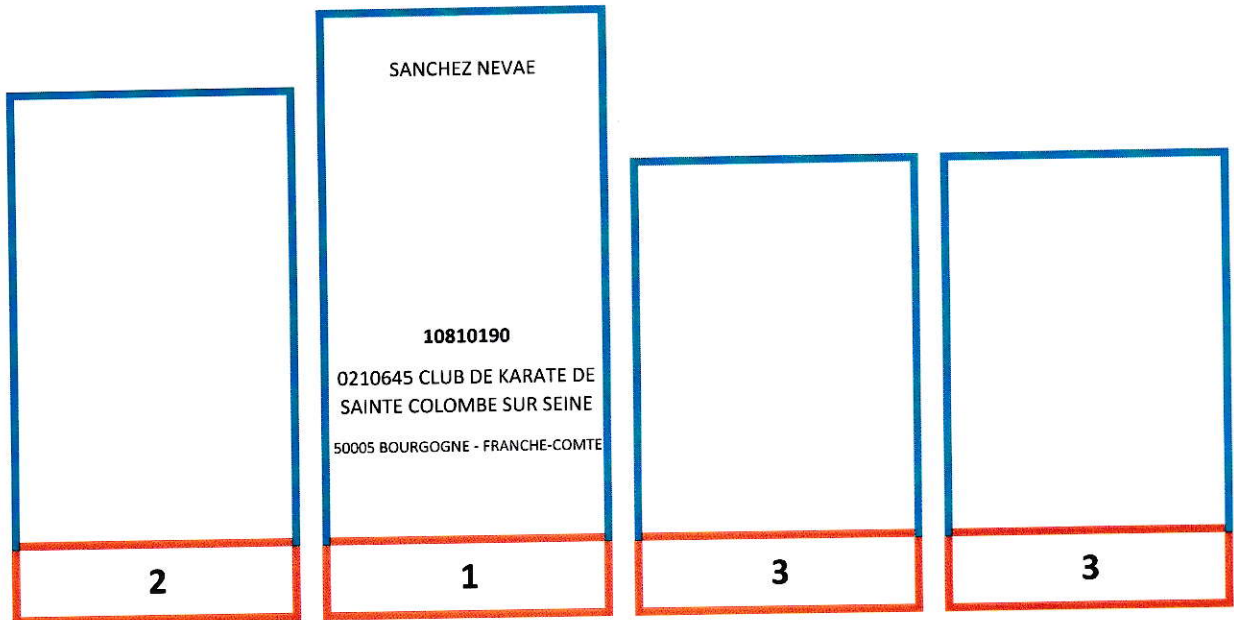 SANCHEZ NEVAE
10810190
0210645 CLUB DE KARATE DE
SAINTE COLOMBE SUR SEINE
50005 BOURGOGNE - FRANCHE-COMTE
2
1
3
3